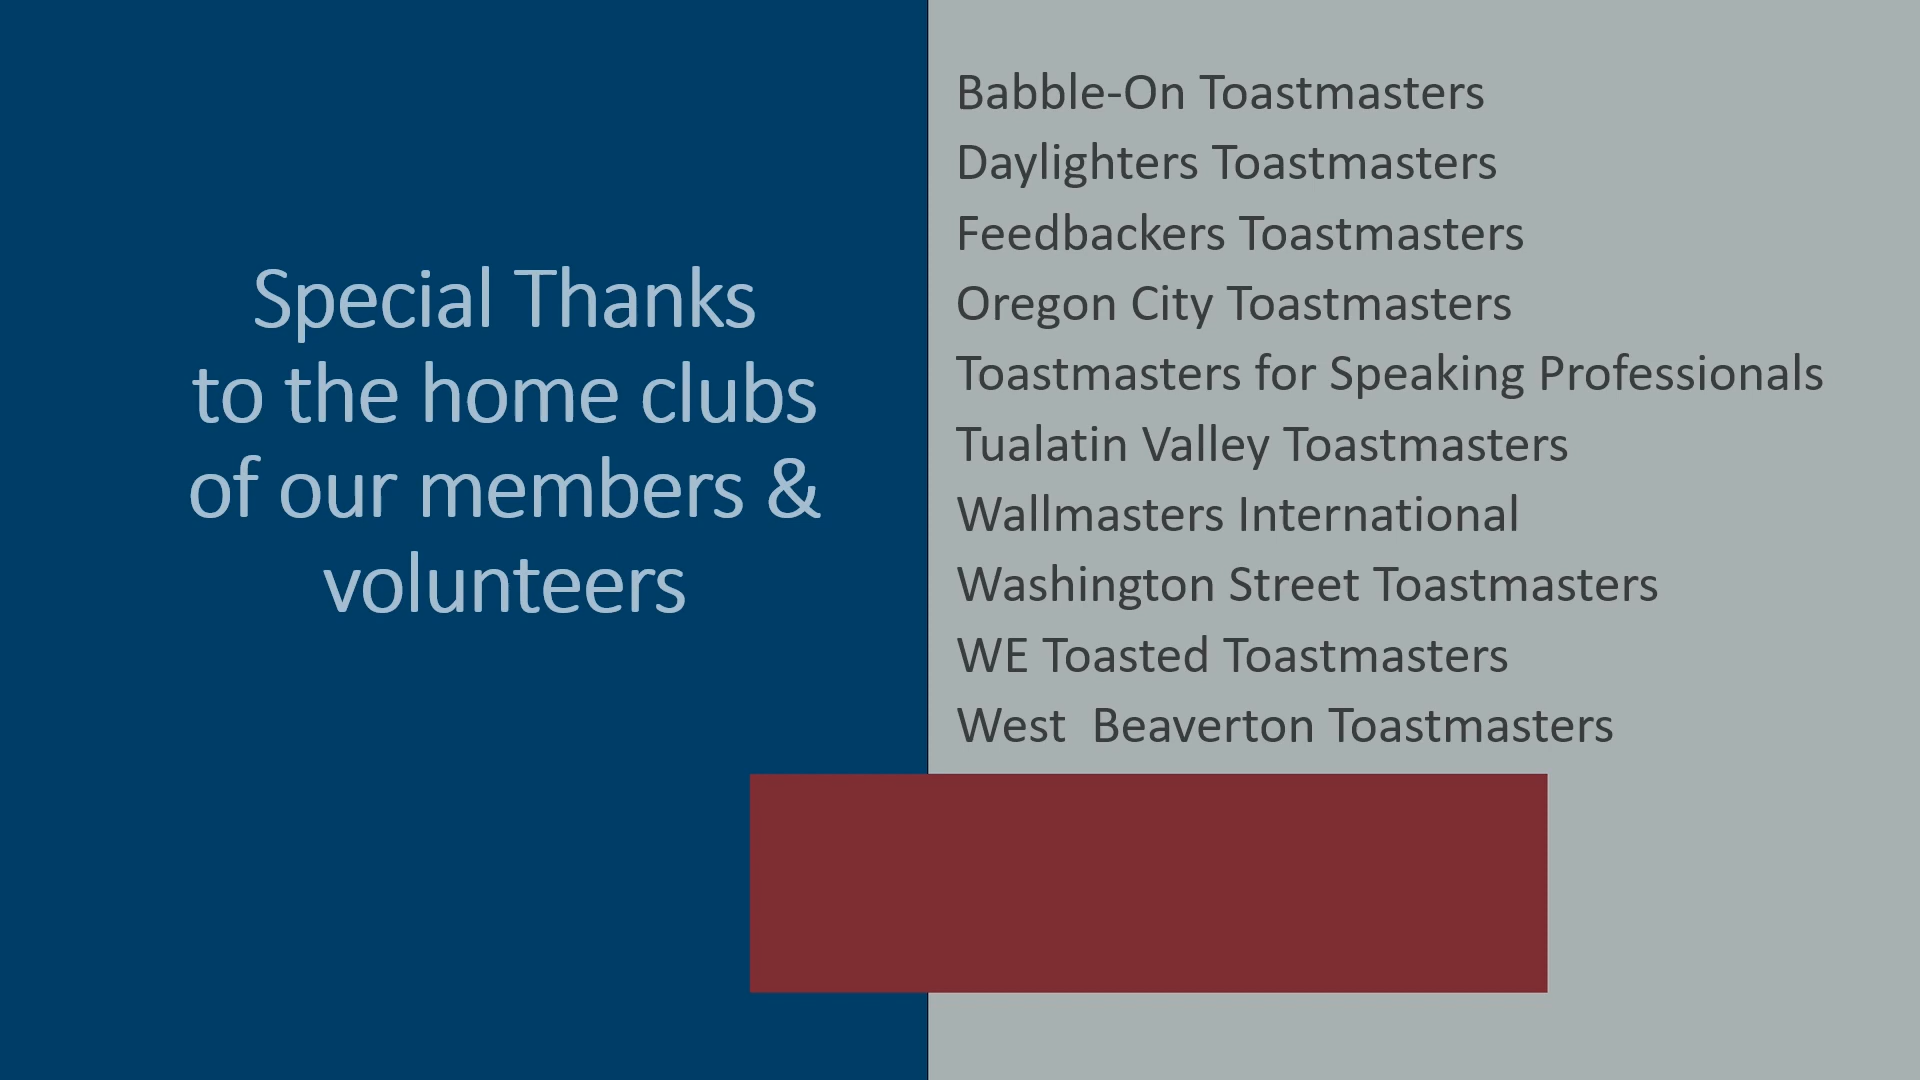 Special Thanks
to the home clubs
of our members &
volunteers
Babble-On Toastmasters
Daylighters Toastmasters
Feedbackers Toastmasters
Oregon City Toastmasters
Toastmasters for Speaking Professionals
Tualatin Valley Toastmasters
Wallmasters International
Washington Street Toastmasters
WE Toasted Toastmasters
West  Beaverton Toastmasters